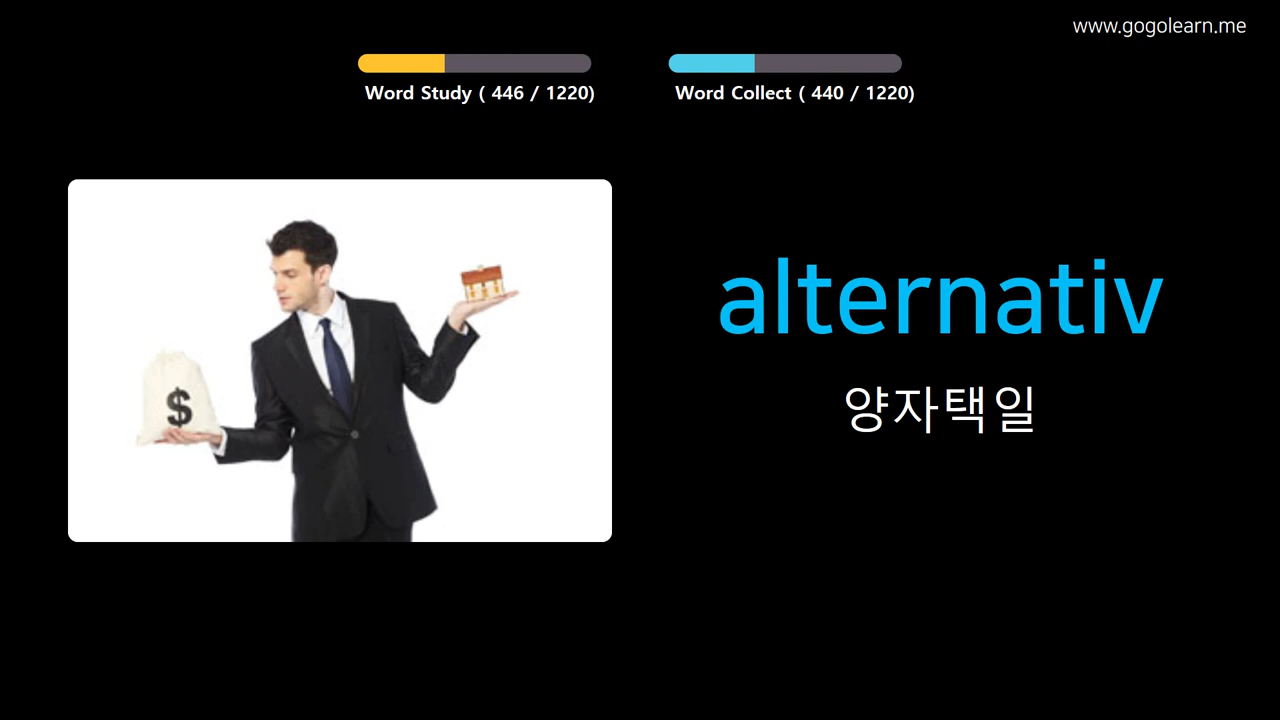 www.gogolearn.me
Word Study ( 446 / 1220)
Word Collect ( 440 / 1220)
$
alternativ
양자택일